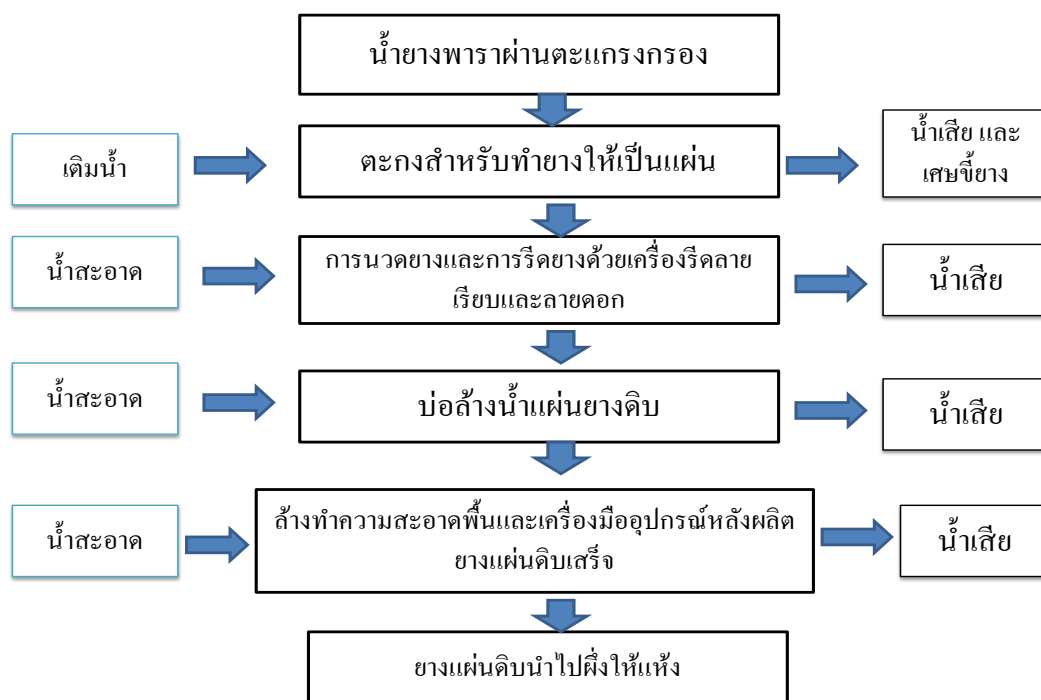 น้ำยางพาราผ่านตะแกรงกรอง
เติมน้ำ
ตะกงสำหรับทำยางให้เป็นแผ่น
น้ำเสีย และ
เศษขี้ยาง
น้ำสะอาด
การนวดยางและการรีดยางด้วยเครื่องรีดลาย
เรียบและลายดอก
น้ำเสีย
น้ำสะอาด
บ่อล้างน้ำแผ่นยางดิบ
น้ำเสีย
น้ำสะอาด
ล้างทำความสะอาดพื้นและเครื่องมืออุปกรณ์หลังผลิต
ยางแผ่นดิบเสร็จ
น้ำเสีย
ยางแผ่นดิบนำไปผึ่งให้แห้ง